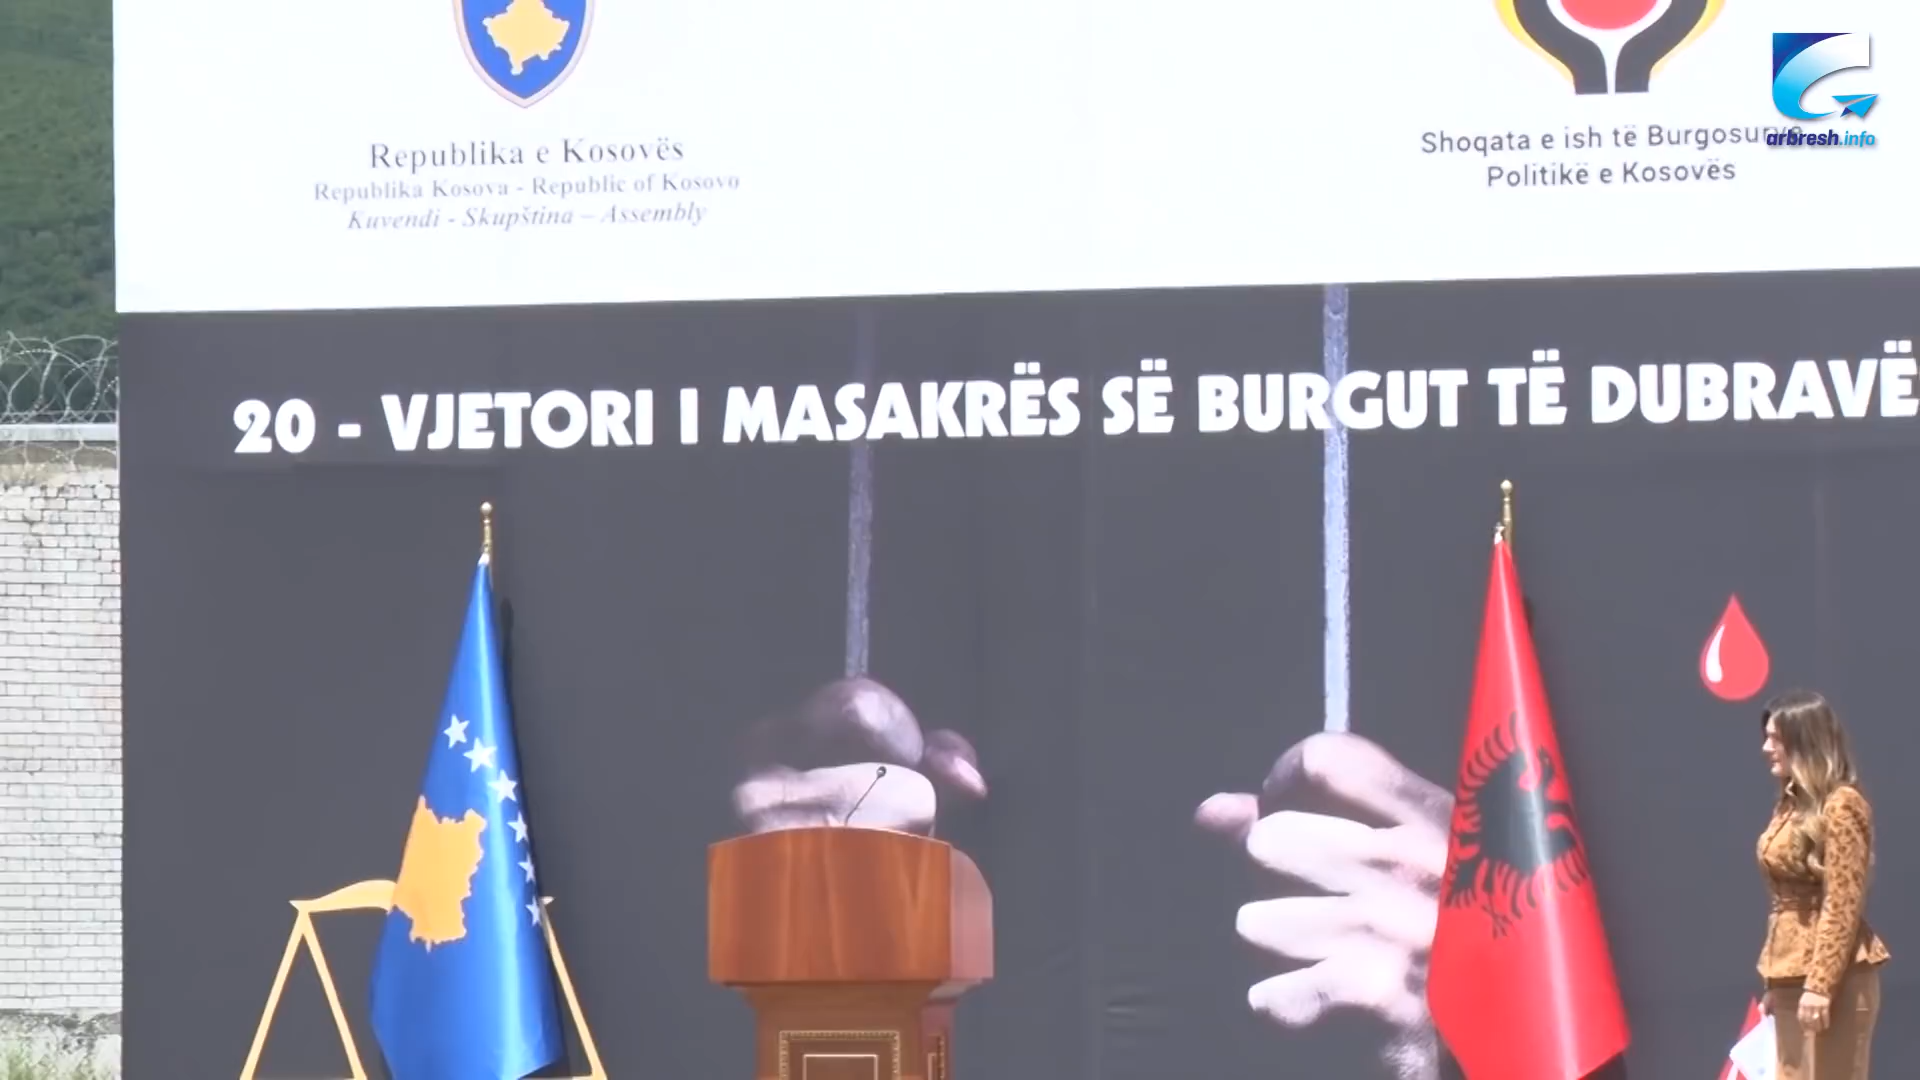 Republika e Kosovës
Republika Kosova - Republic of Kosovo
Kuvendi - Skupština – Assembly
Shoqata e ish të Burgosurve
Politikë e Kosovës
arbresh.info
20 - VJETORI I MASAKRËS SË BURGUT TË DUBRAVË